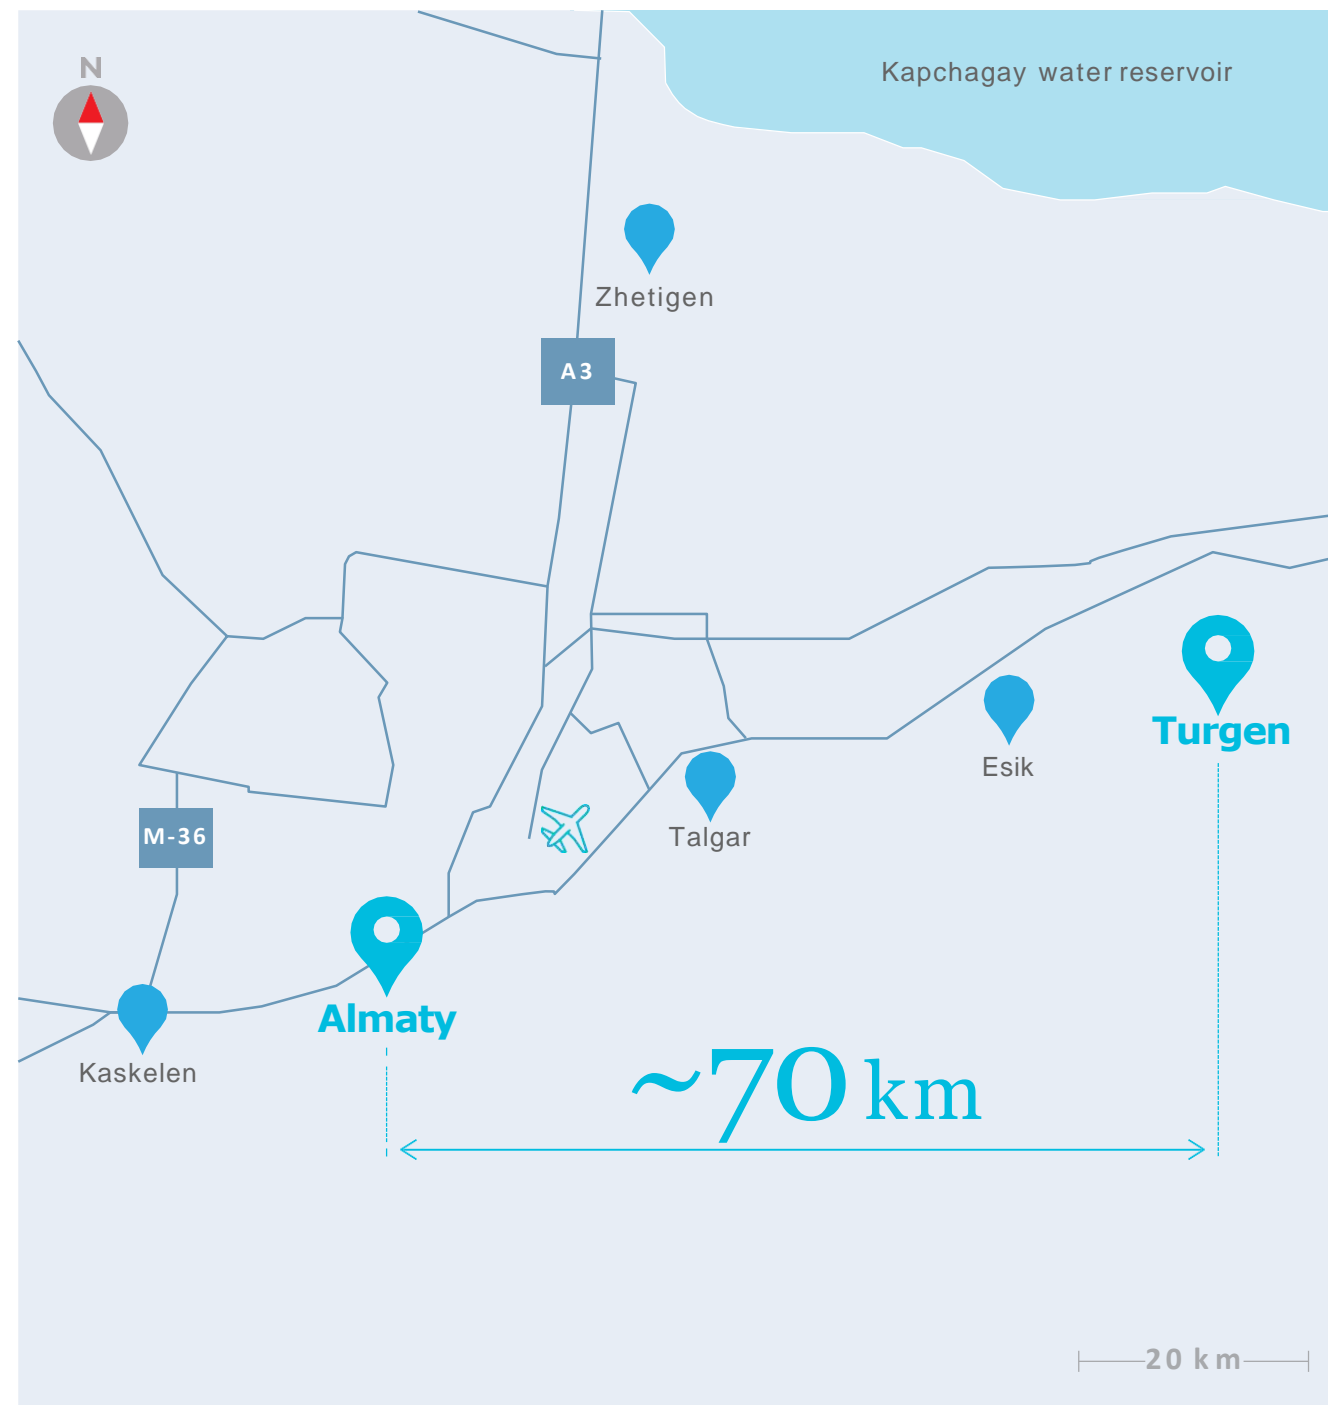 Kapchagay water reservoir
N
Zhetigen
A3
Turgen
Esik
M-36
Talgar
Almaty
Kaskelen
~70 km
20 km